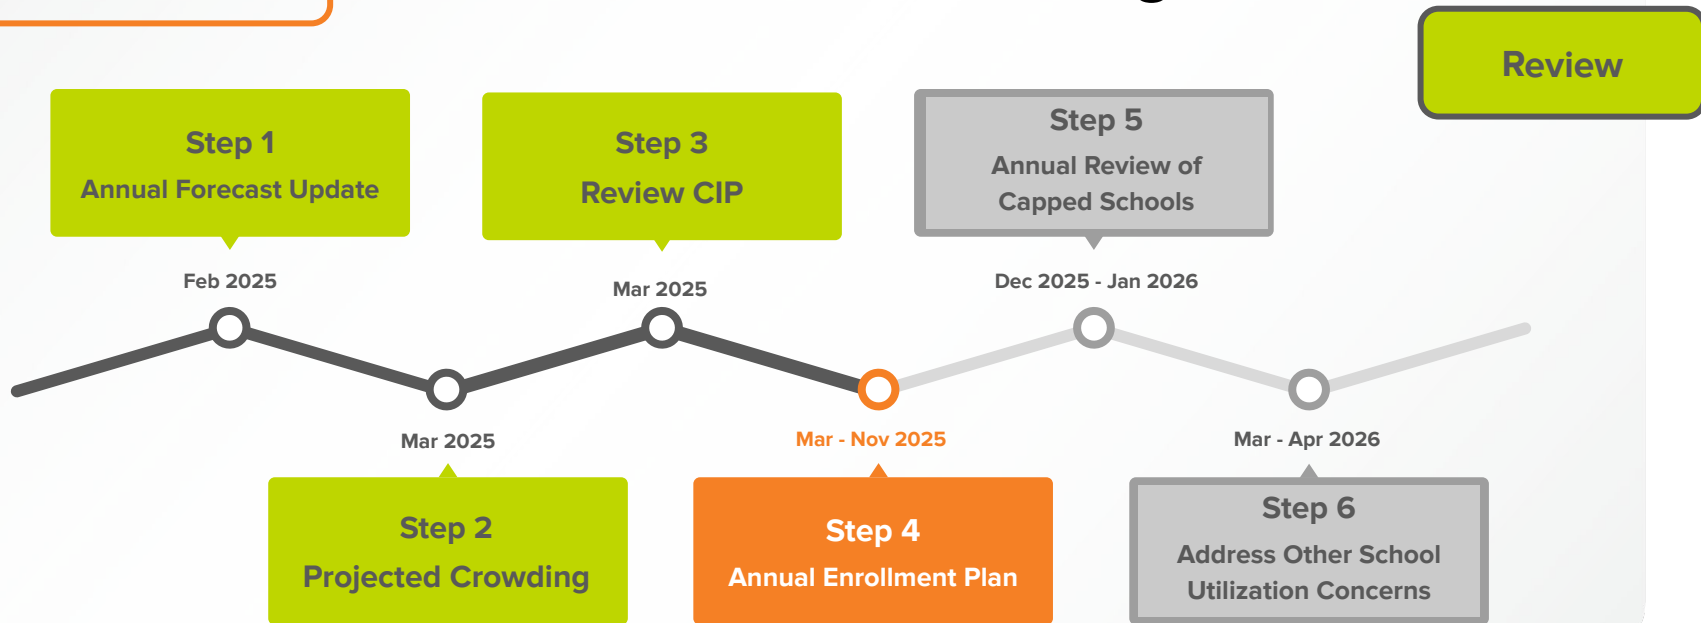 Review
Step 1
Annual Forecast Update
Feb 2025
Mar 2025
Step 2
Projected Crowding
Step 3
Review CIP
Mar 2025
Mar - Nov 2025
Step 4
Annual Enrollment Plan
Step 5
Annual Review of
Capped Schools
Dec 2025 - Jan 2026
Mar - Apr 2026
Step 6
Address Other School
Utilization Concerns